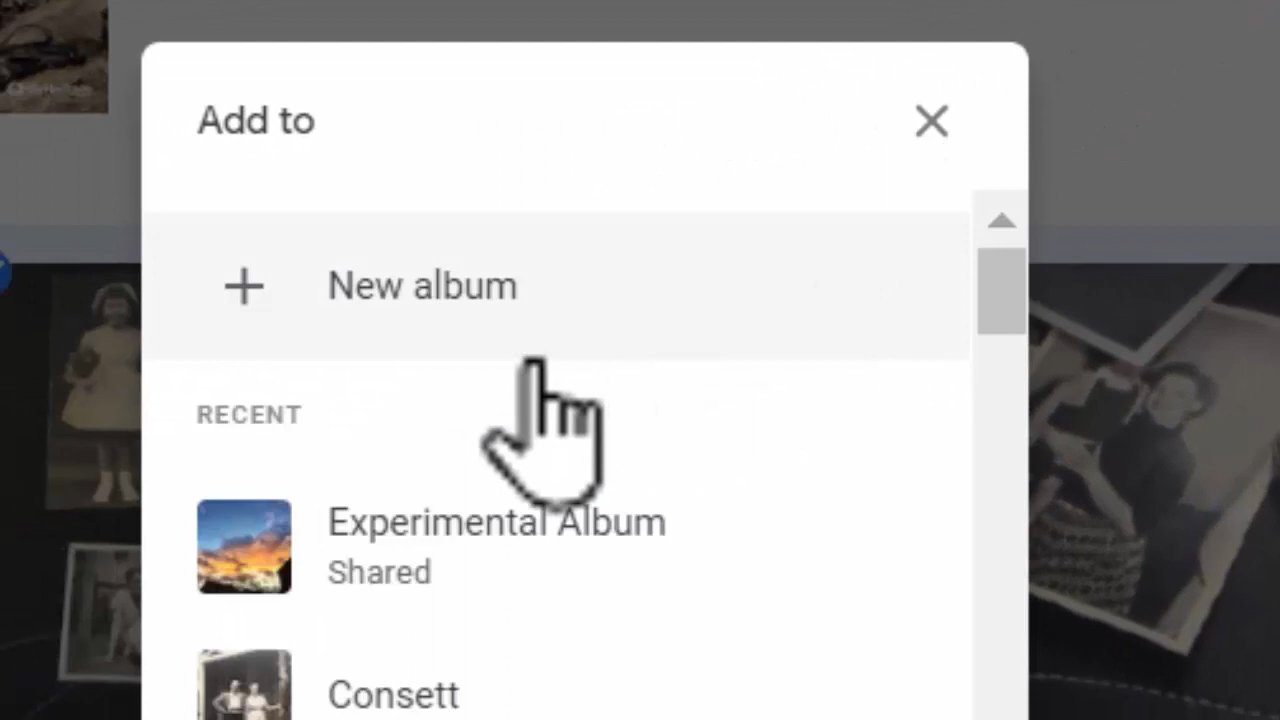 Add to
New album
RECENT
Experimental Album
Shared
Consett